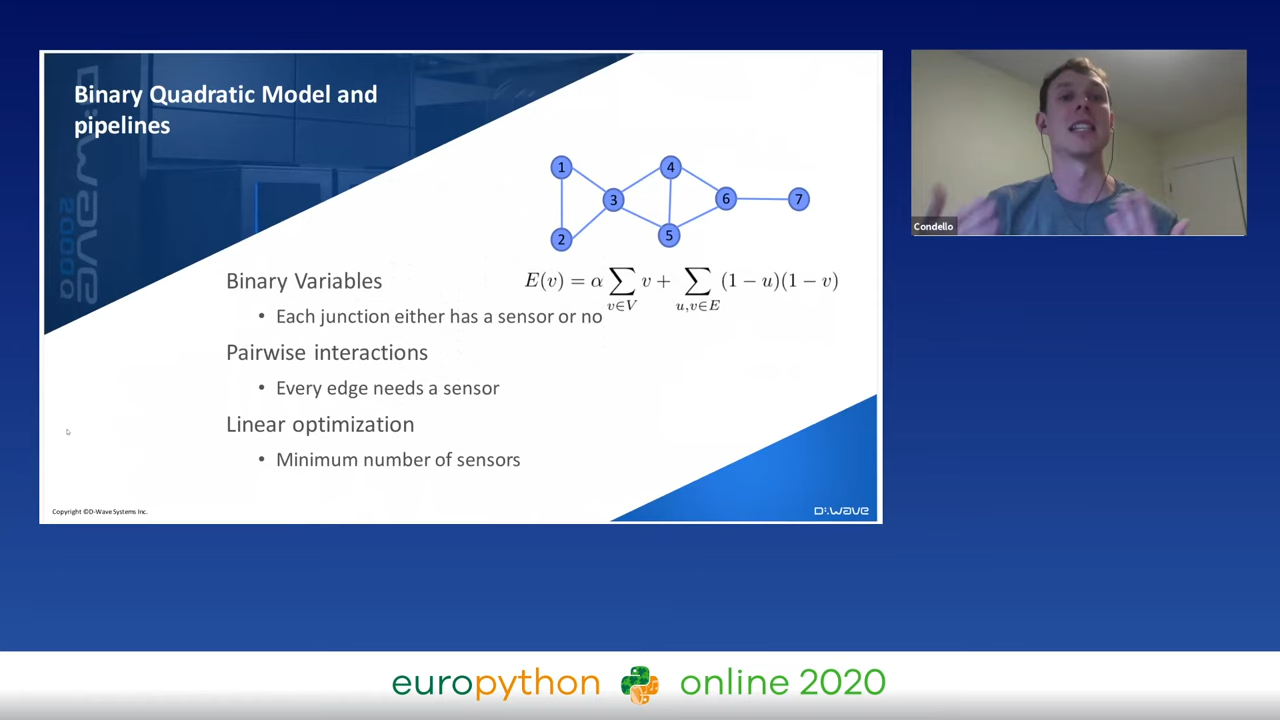 Binary Quadratic Model and
pipelines
D:wave
2000Q
1
4
3
6
7
2
5
Binary Variables
E(v) = α∑v∈V v + ∑u,v∈E (1 − u)(1 − v)
• Each junction either has a sensor or no
Pairwise interactions
• Every edge needs a sensor
Linear optimization
• Minimum number of sensors
Copyright ©D-Wave Systems Inc.
D:wave
Condello
europython online 2020